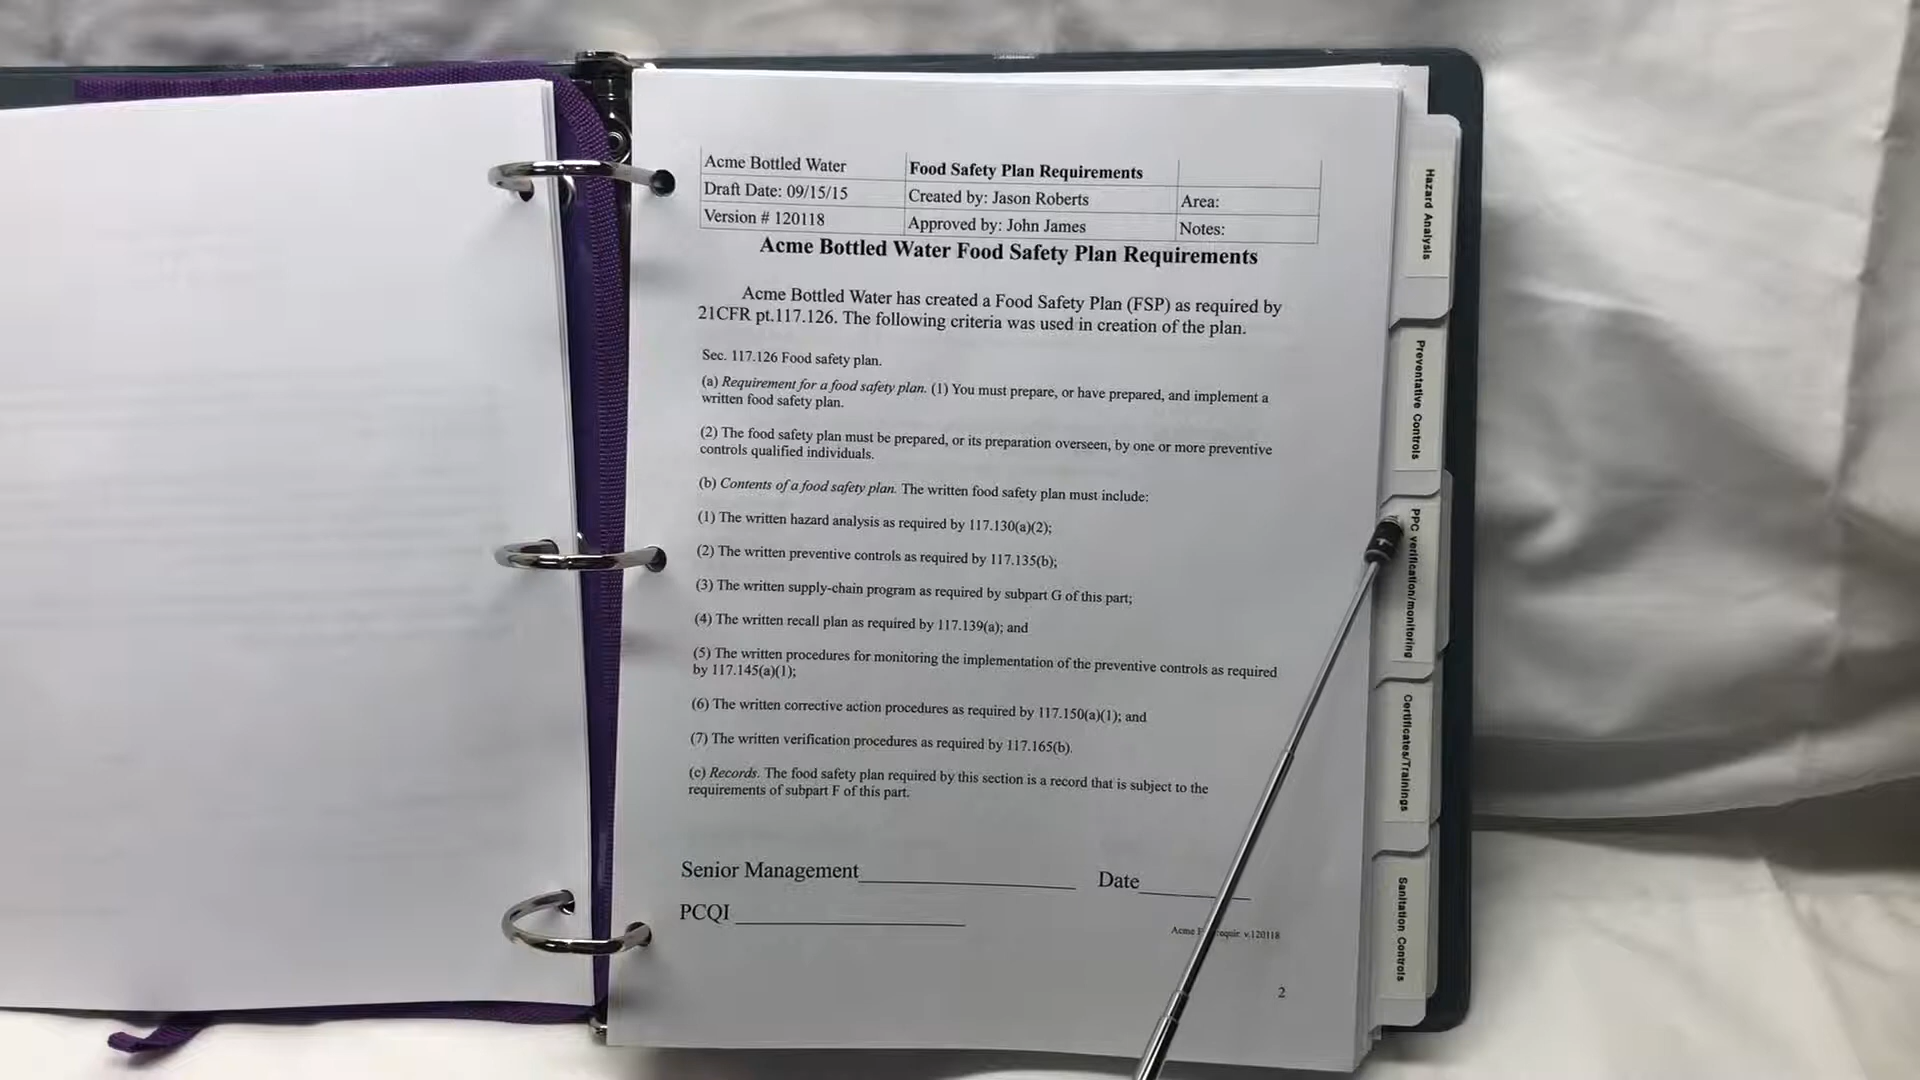 Acme Bottled Water
Food Safety Plan Requirements
Draft Date: 09/15/15
Created by: Jason Roberts
Area:
Version # 120118
Approved by: John James
Notes:
Acme Bottled Water Food Safety Plan Requirements
Acme Bottled Water has created a Food Safety Plan (FSP) as required by
21CFR pt.117.126. The following criteria was used in creation of the plan.
Sec. 117.126 Food safety plan.
(a) Requirement for a food safety plan. (1) You must prepare, or have prepared, and implement a
written food safety plan.
(2) The food safety plan must be prepared, or its preparation overseen, by one or more preventive
controls qualified individuals.
(b) Contents of a food safety plan. The written food safety plan must include:
(1) The written hazard analysis as required by 117.130(a)(2);
(2) The written preventive controls as required by 117.135(b);
(3) The written supply-chain program as required by subpart G of this part;
(4) The written recall plan as required by 117.139(a); and
(5) The written procedures for monitoring the implementation of the preventive controls as required
by 117.145(a)(1);
(6) The written corrective action procedures as required by 117.150(a)(1); and
(7) The written verification procedures as required by 117.165(b).
(c) Records. The food safety plan required by this section is a record that is subject to the
requirements of subpart F of this part.
Senior Management Date
PCQI
Acme v.120118
2
Hazard Analysis
Preventative Controls
PPC verification/monitoring
Certificates/Trainings
Sanitation Controls